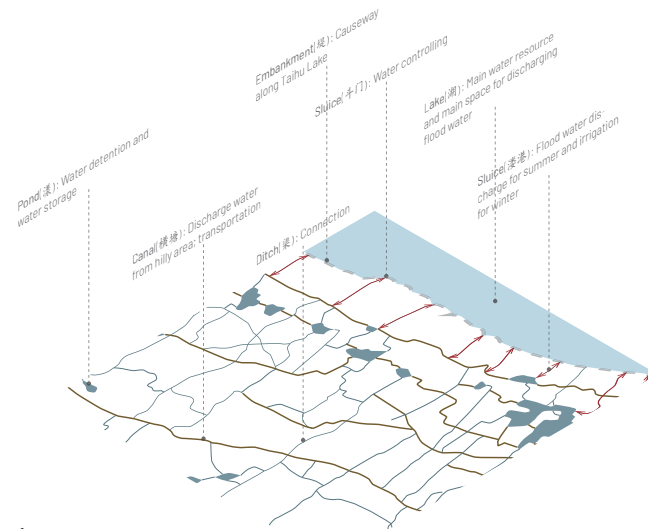 Embankment(堤): Causeway
along Taihu Lake
Sluice(斗门): Water controlling
Lake(湖): Main water resource
and main space for discharging
flood water
Sluice(溇港): Flood water dis-
charge for summer and irrigation
for winter
Pond(漾): Water detention and
water storage
Canal(横塘): Discharge water
from hilly area; transportation
Ditch(渠): Connection